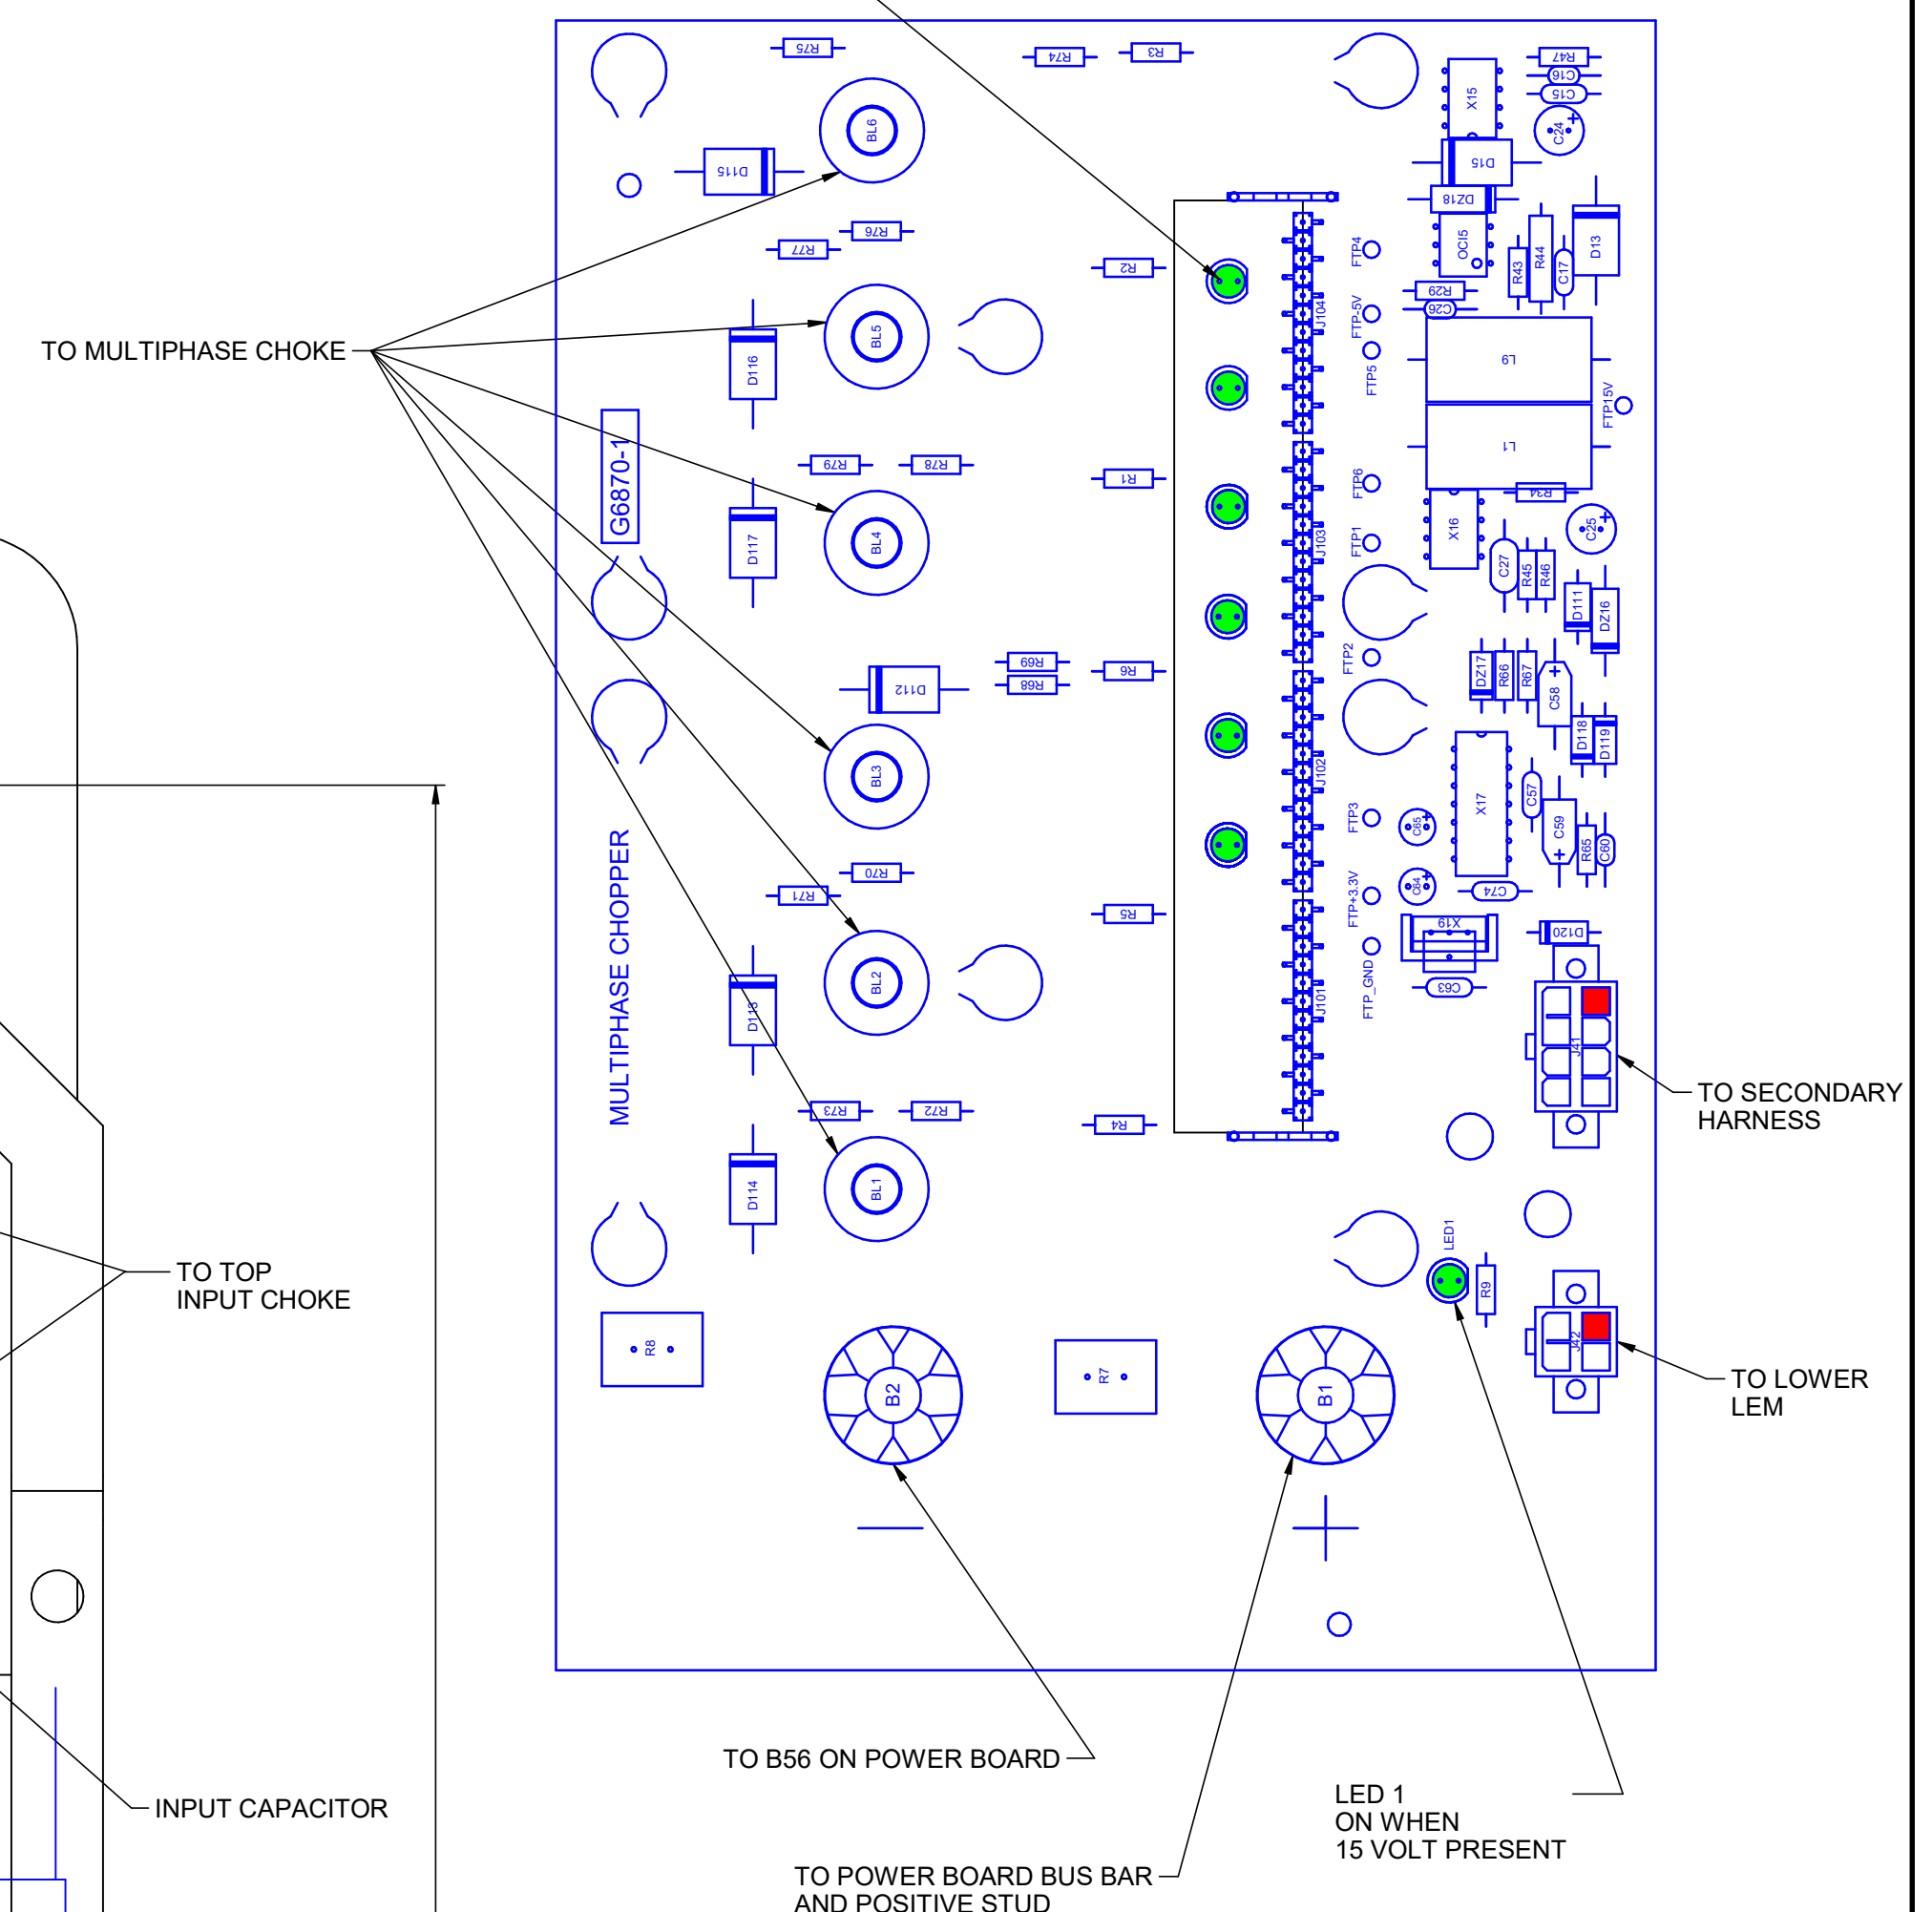 R75
R74
R3
R47
C16
C15
X15
C24
BL6
D115
D15
DZ18
R76
R77
R2
FTP4
OCI5
R43
R44
C17
D13
R29
C26
J104
FTP-5V
BL5
TO MULTIPHASE CHOKE
D116
FTP5
L9
FTP15V
L1
G6870-1
R79
R78
R1
FTP6
R34
X16
C25
D117
BL4
J103
FTP1
C27
R45
R46
D111
DZ16
FTP2
R69
R68
R6
D112
DZ17
R66
R67
C58
D118
D119
BL3
J102
X17
C57
C59
FTP3
C65
R65
C60
MULTIPHASE CHOPPER
R70
R71
C64
C74
FTP+3.3V
R5
X19
D120
BL2
J101
FTP_GND
C63
D113
J41
TO SECONDARY
HARNESS
R73
R72
R4
D114
BL1
LED1
TO TOP
INPUT CHOKE
R9
R8
R7
J42
B2
B1
TO LOWER
LEM
TO B56 ON POWER BOARD
LED 1
ON WHEN
15 VOLT PRESENT
INPUT CAPACITOR
TO POWER BOARD BUS BAR
AND POSITIVE STUD